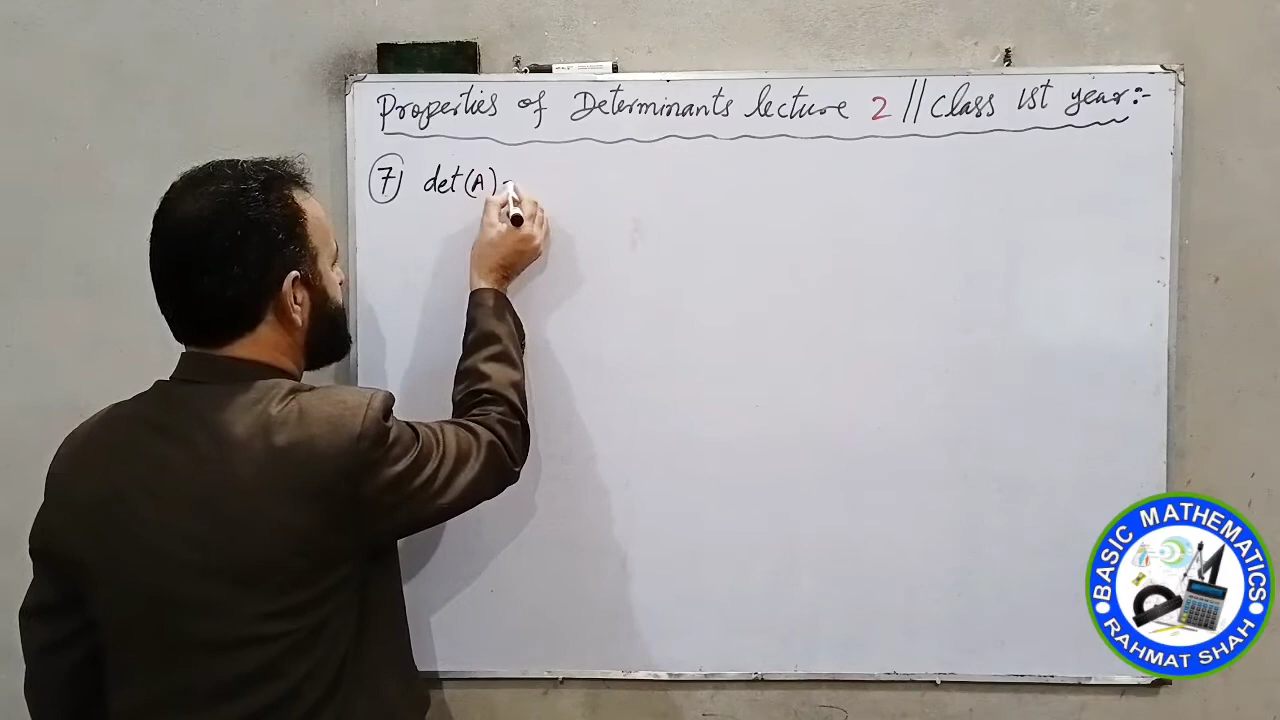 Properties of Determinants lecture 2 // Class 1st year:-
7) det(A) =
BASIC MATHEMATICS
RAHMAT SHAH